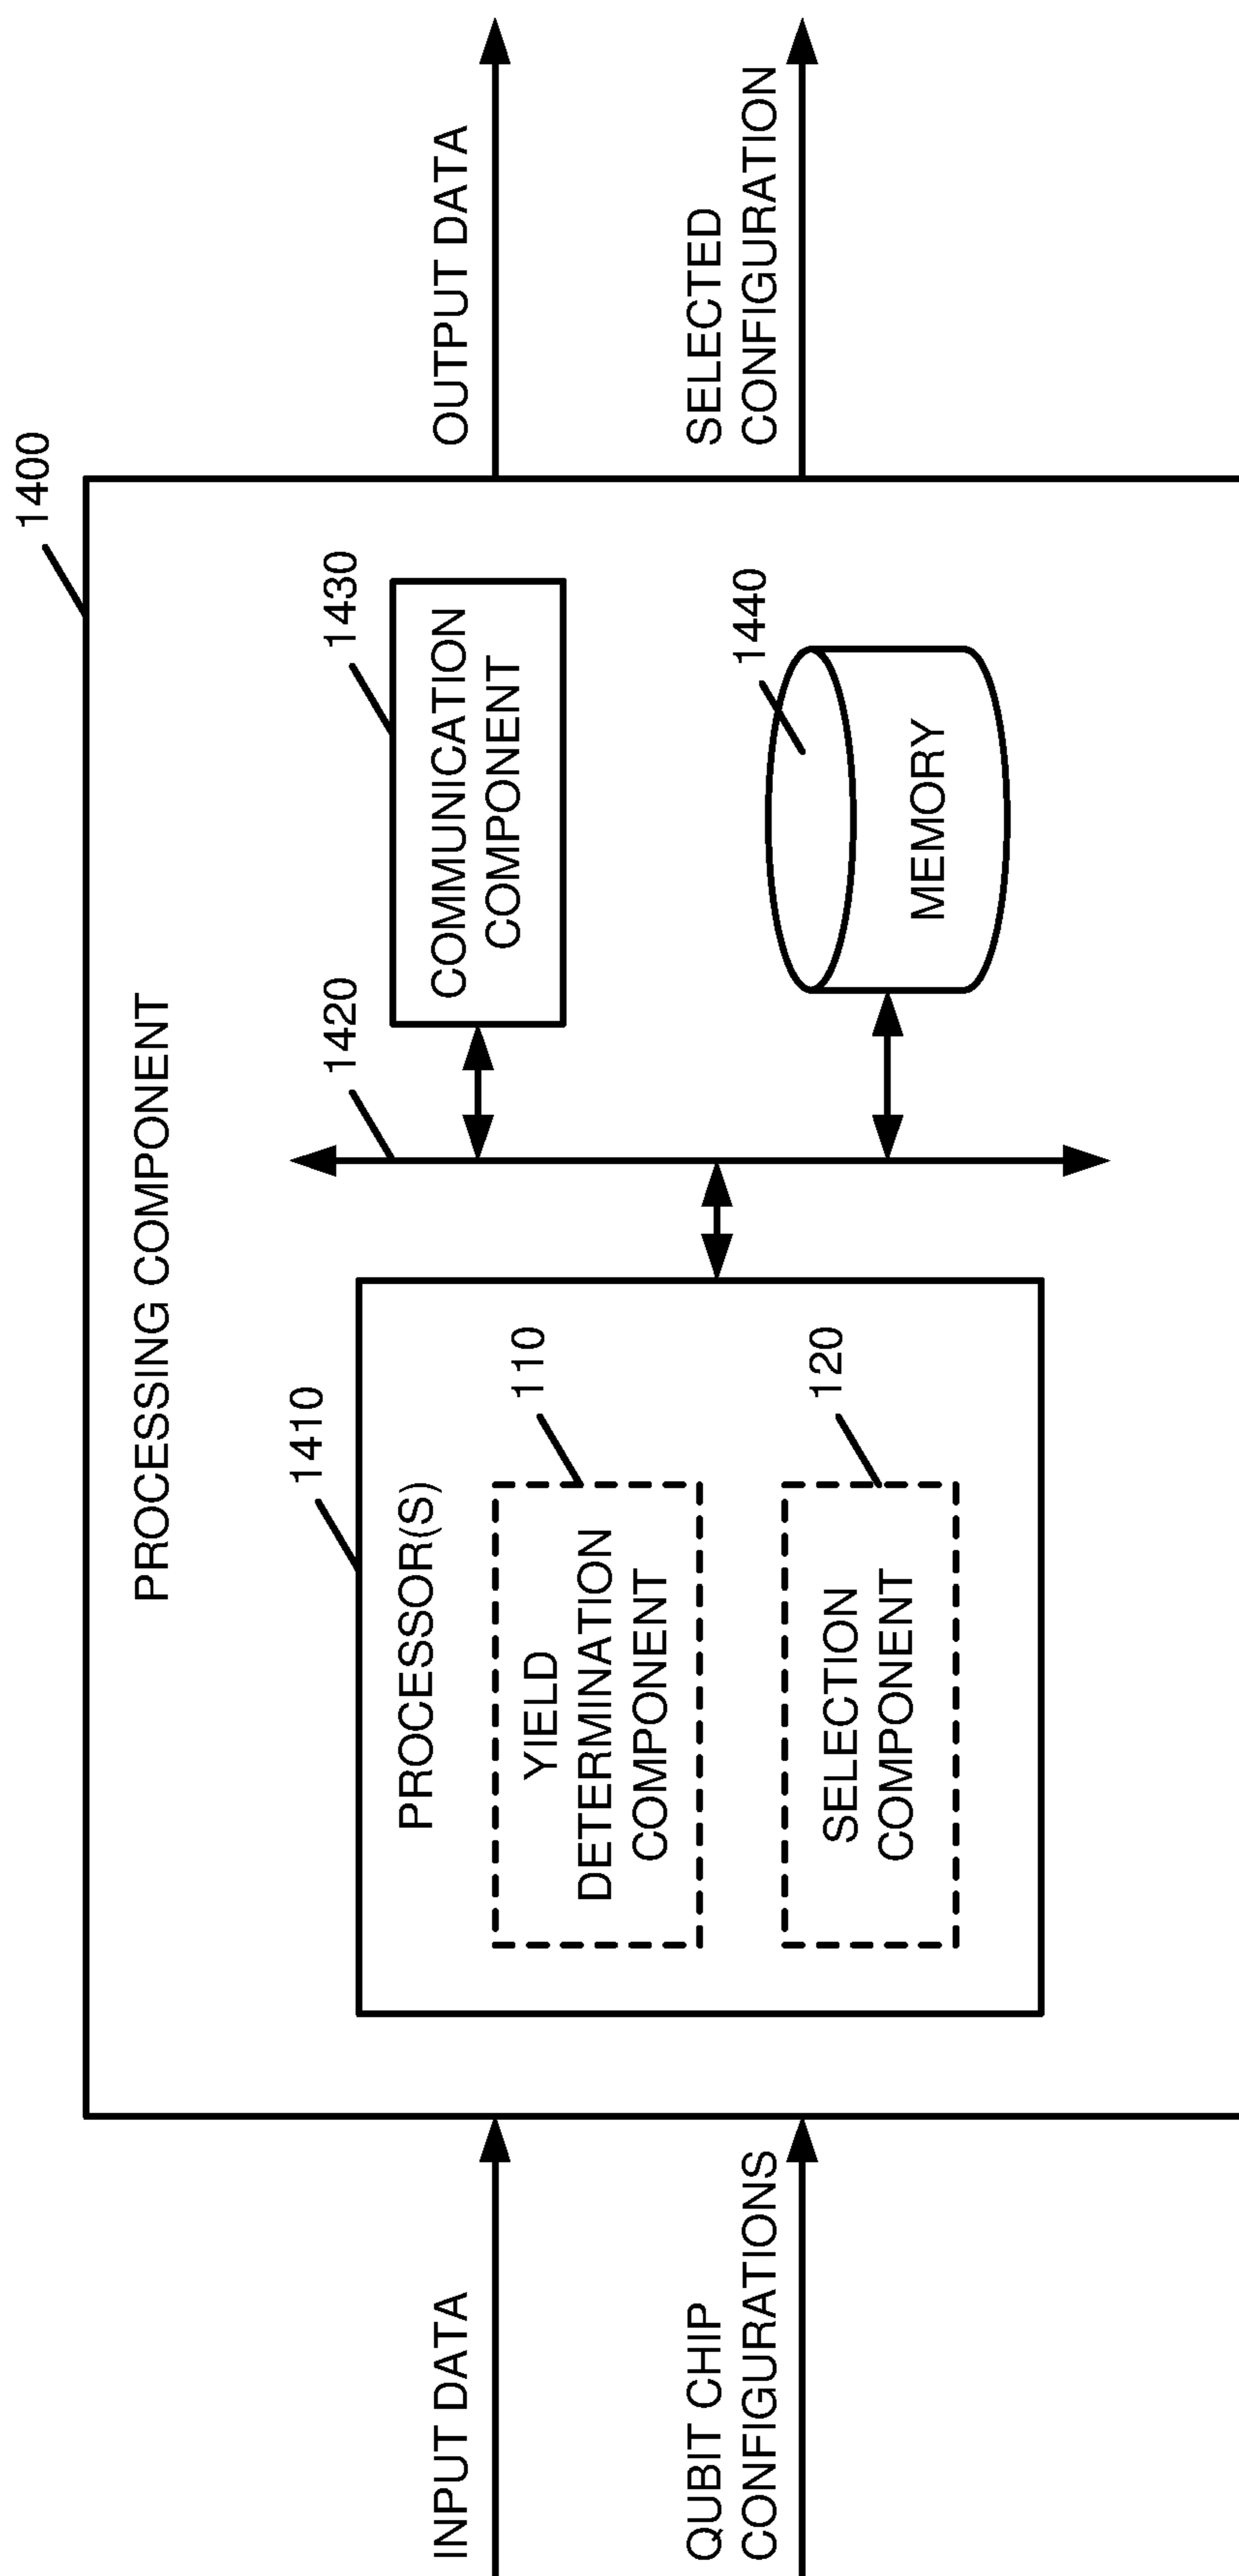 1400
PROCESSING COMPONENT
1410
1420
1430
PROCESSOR(S)
INPUT DATA
110
YIELD
DETERMINATION
COMPONENT
COMMUNICATION
COMPONENT
OUTPUT DATA
QUBIT CHIP
CONFIGURATIONS
120
SELECTION
COMPONENT
1440
MEMORY
SELECTED
CONFIGURATION